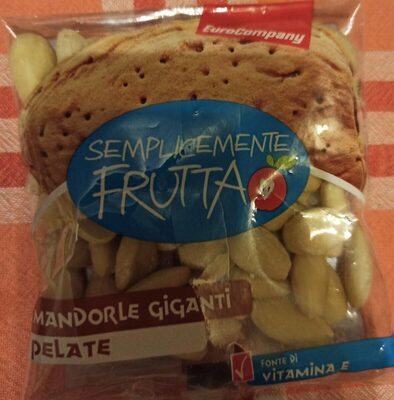 EuroCompany
SEMPLICEMENTE
FRUTTA
MANDORLE GIGANTI
PELATE
FONTE DI
VITAMINA E